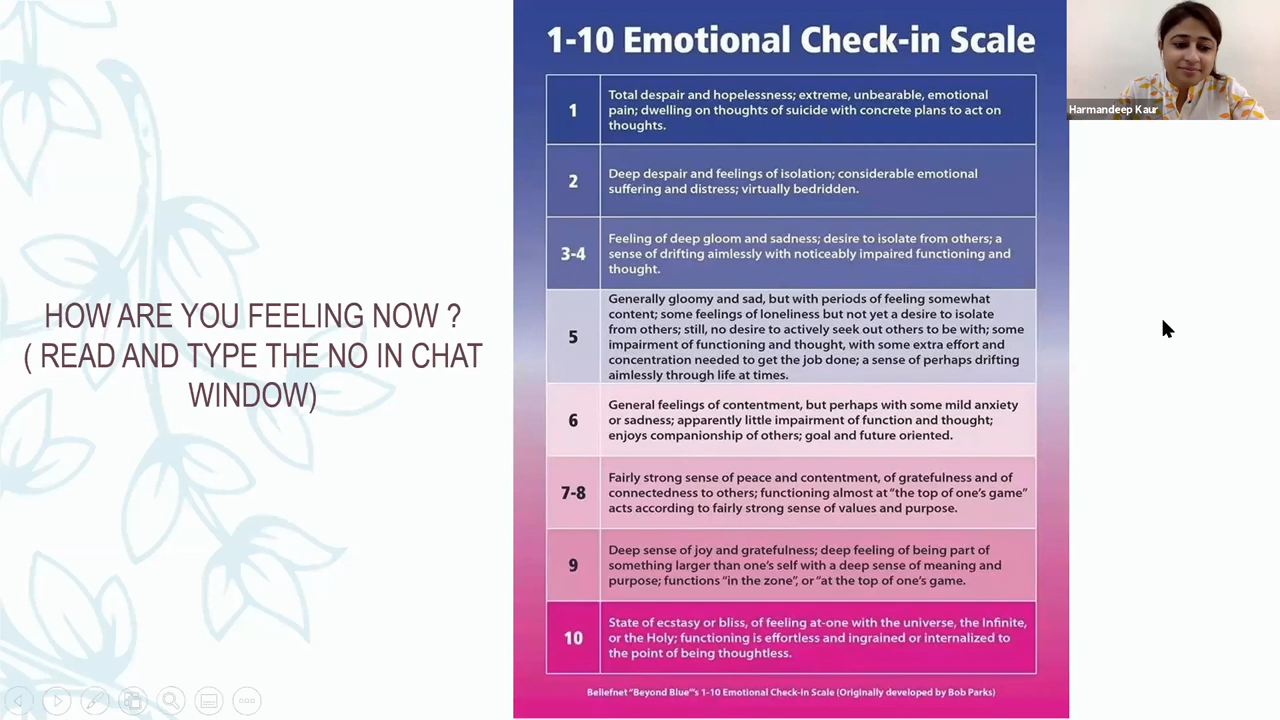 HOW ARE YOU FEELING NOW ?
( READ AND TYPE THE NO IN CHAT
WINDOW)
1-10 Emotional Check-in Scale
1
Total despair and hopelessness; extreme, unbearable, emotional
pain; dwelling on thoughts of suicide with concrete plans to act on
thoughts.
2
Deep despair and feelings of isolation; considerable emotional
suffering and distress; virtually bedridden.
3-4
Feeling of deep gloom and sadness; desire to isolate from others; a
sense of drifting aimlessly with noticeably impaired functioning and
thought.
5
Generally gloomy and sad, but with periods of feeling somewhat
content; some feelings of loneliness but not yet a desire to isolate
from others; still, no desire to actively seek out others to be with; some
impairment of functioning and thought, with some extra effort and
concentration needed to get the job done; a sense of perhaps drifting
aimlessly through life at times.
6
General feelings of contentment, but perhaps with some mild anxiety
or sadness; apparently little impairment of function and thought;
enjoys companionship of others; goal and future oriented.
7-8
Fairly strong sense of peace and contentment, of gratefulness and of
connectedness to others; functioning almost at "the top of one's game"
acts according to fairly strong sense of values and purpose.
9
Deep sense of joy and gratefulness; deep feeling of being part of
something larger than one's self with a deep sense of meaning and
purpose; functions "in the zone", or "at the top of one's game.
10
State of ecstasy or bliss, of feeling at-one with the universe, the Infinite,
or the Holy; functioning is effortless and ingrained or internalized to
the point of being thoughtless.
Beliefnet "Beyond Blue"'s 1-10 Emotional Check-In Scale (Originally developed by Bob Parks)
Harmandeep Kaur